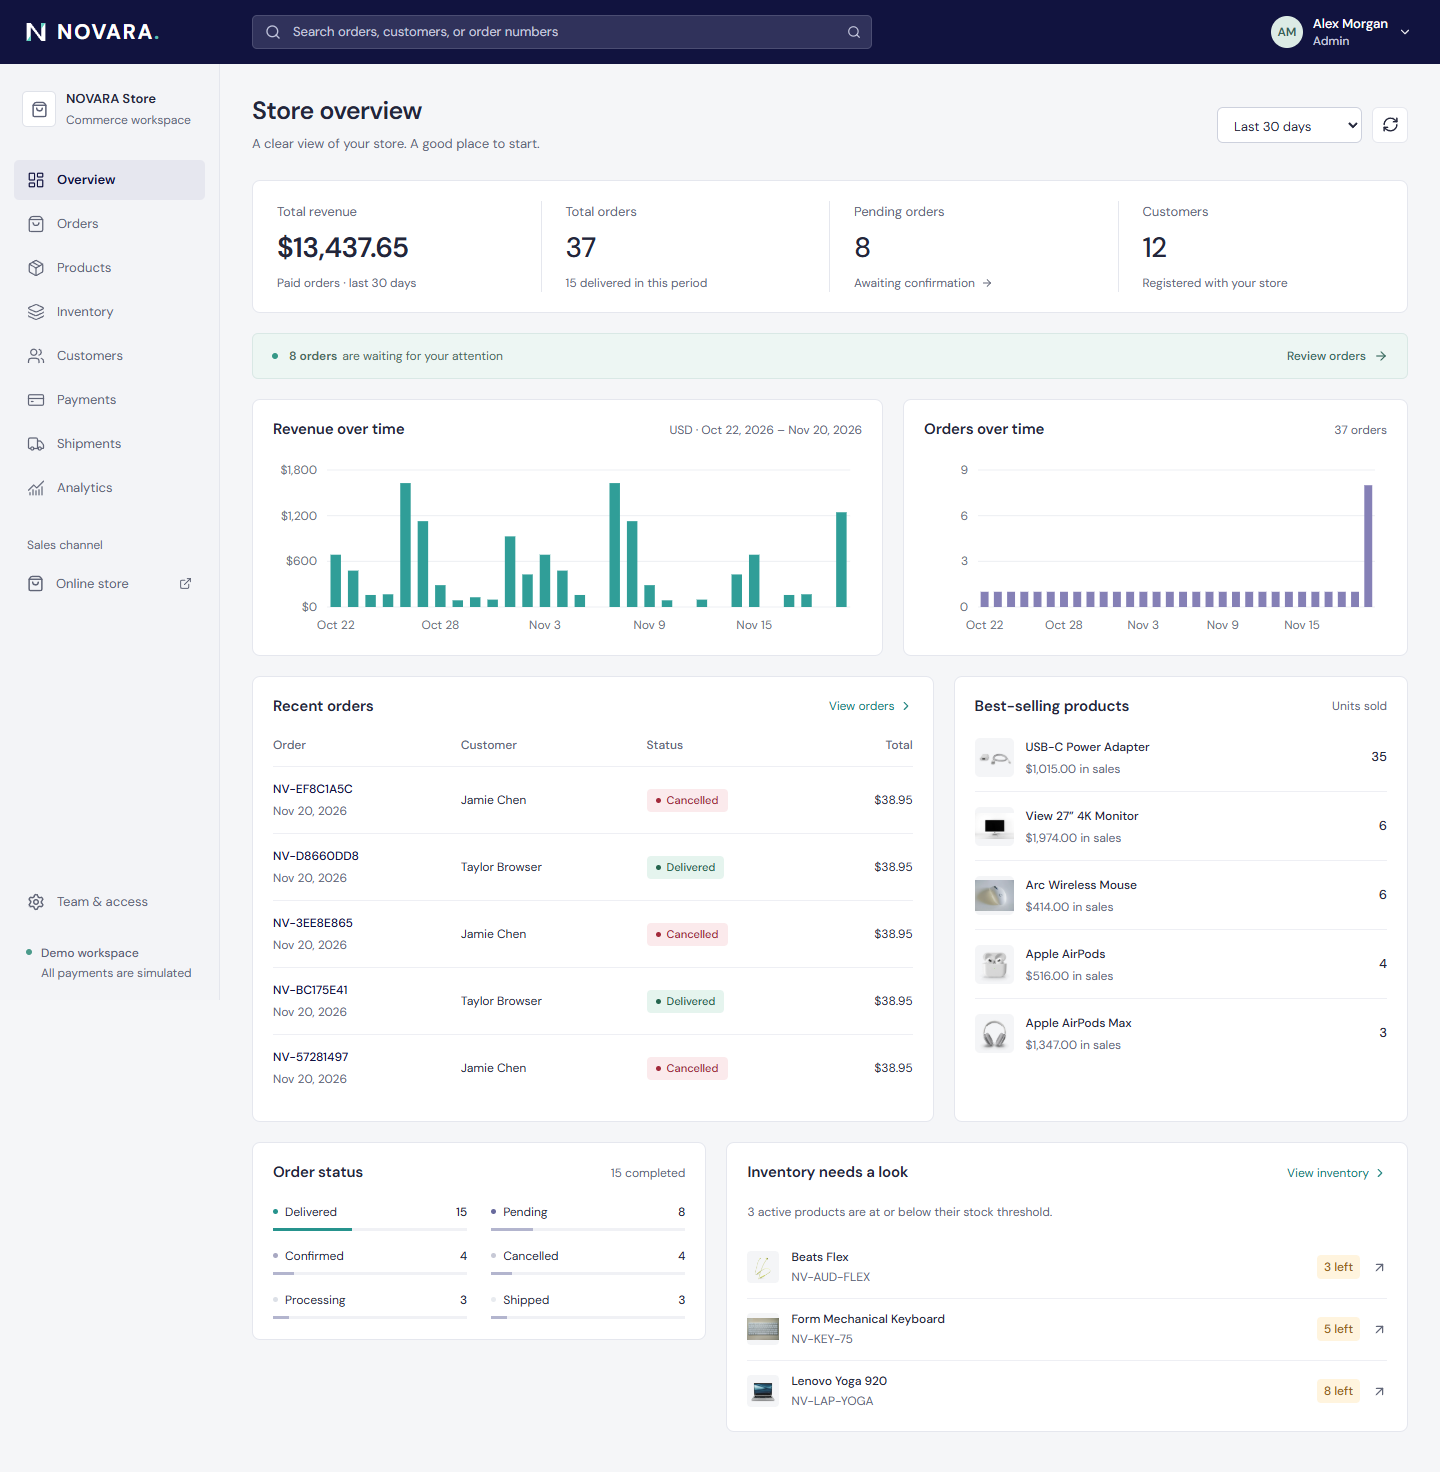 NOVARA.
Search orders, customers, or order numbers
AM
Alex Morgan
Admin
NOVARA Store
Commerce workspace
Overview
Orders
Products
Inventory
Customers
Payments
Shipments
Analytics
Sales channel
Online store
Team & access
Demo workspace
All payments are simulated
Store overview
A clear view of your store. A good place to start.
Last 30 days
Total revenue
$13,437.65
Paid orders · last 30 days
Total orders
37
15 delivered in this period
Pending orders
8
Awaiting confirmation
Customers
12
Registered with your store
8 orders are waiting for your attention
Review orders
Revenue over time
USD · Oct 22, 2026 – Nov 20, 2026
$1,800
$1,200
$600
$0
Oct 22 Oct 28 Nov 3 Nov 9 Nov 15
Orders over time
37 orders
9
6
3
0
Oct 22 Oct 28 Nov 3 Nov 9 Nov 15
Recent orders
View orders
Order Customer Status Total
NV-EF8C1A5C
Nov 20, 2026
Jamie Chen Cancelled $38.95
NV-D8660DD8
Nov 20, 2026
Taylor Browser Delivered $38.95
NV-3EE8E865
Nov 20, 2026
Jamie Chen Cancelled $38.95
NV-BC175E41
Nov 20, 2026
Taylor Browser Delivered $38.95
NV-57281497
Nov 20, 2026
Jamie Chen Cancelled $38.95
Best-selling products
Units sold
USB-C Power Adapter
$1,015.00 in sales
35
View 27″ 4K Monitor
$1,974.00 in sales
6
Arc Wireless Mouse
$414.00 in sales
6
Apple AirPods
$516.00 in sales
4
Apple AirPods Max
$1,347.00 in sales
3
Order status
15 completed
Delivered 15
Pending 8
Confirmed 4
Cancelled 4
Processing 3
Shipped 3
Inventory needs a look
View inventory
3 active products are at or below their stock threshold.
Beats Flex
NV-AUD-FLEX
3 left
Form Mechanical Keyboard
NV-KEY-75
5 left
Lenovo Yoga 920
NV-LAP-YOGA
8 left